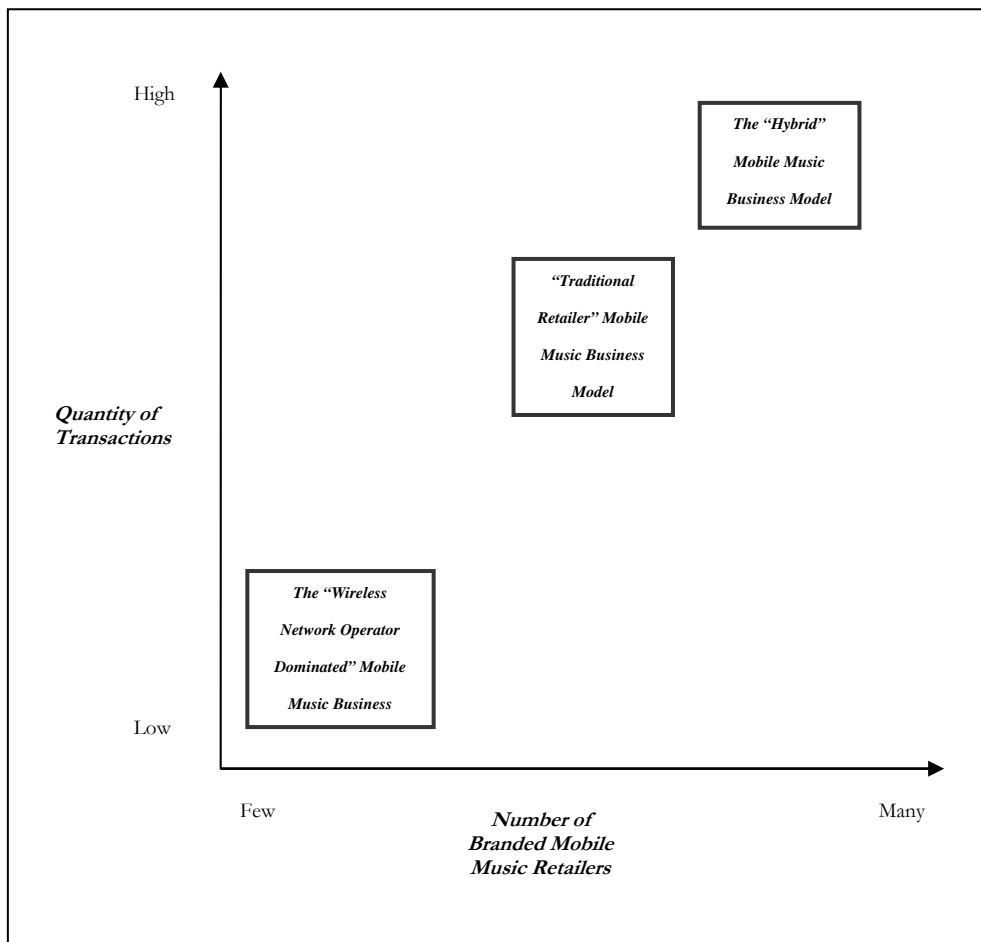 High
The “Hybrid”
Mobile Music
Business Model
“Traditional
Retailer” Mobile
Music Business
Model
Quantity of
Transactions
The “Wireless
Network Operator
Dominated” Mobile
Music Business
Low
Few
Number of
Branded Mobile
Music Retailers
Many